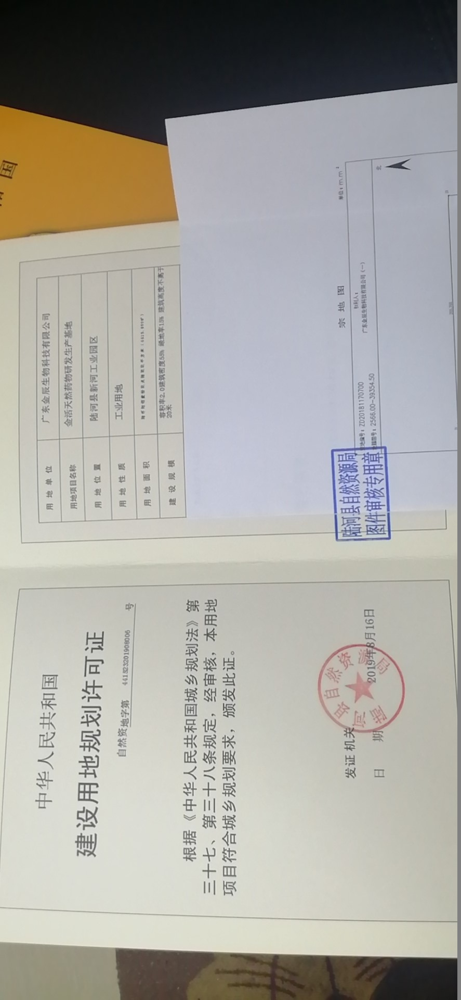 中华人民共和国
建设用地规划许可证
自然资地字第 441523201908006 号
根据《中华人民共和国城乡规划法》第
三十七、第三十八条规定，经审核，本用地
项目符合城乡规划要求，颁发此证。
发证机关
日 期 2019年8月16日
陆河县自然资源局
用地单位 广东金辰生物科技有限公司
用地项目名称 金活天然药物研发生产基地
用地位置 陆河县新河工业园区
用地性质 工业用地
用地面积
建设规模 容积率2.0建筑密度55% 绿地率15% 建筑高度不高于
20米
陆河县自然资源局
图件审核专用章
宗地图
单位：m.m²
宗地编号：ZD20181170700 权利人：
广东金辰生物科技有限公司（一）
2566.00-39354.50
北
国